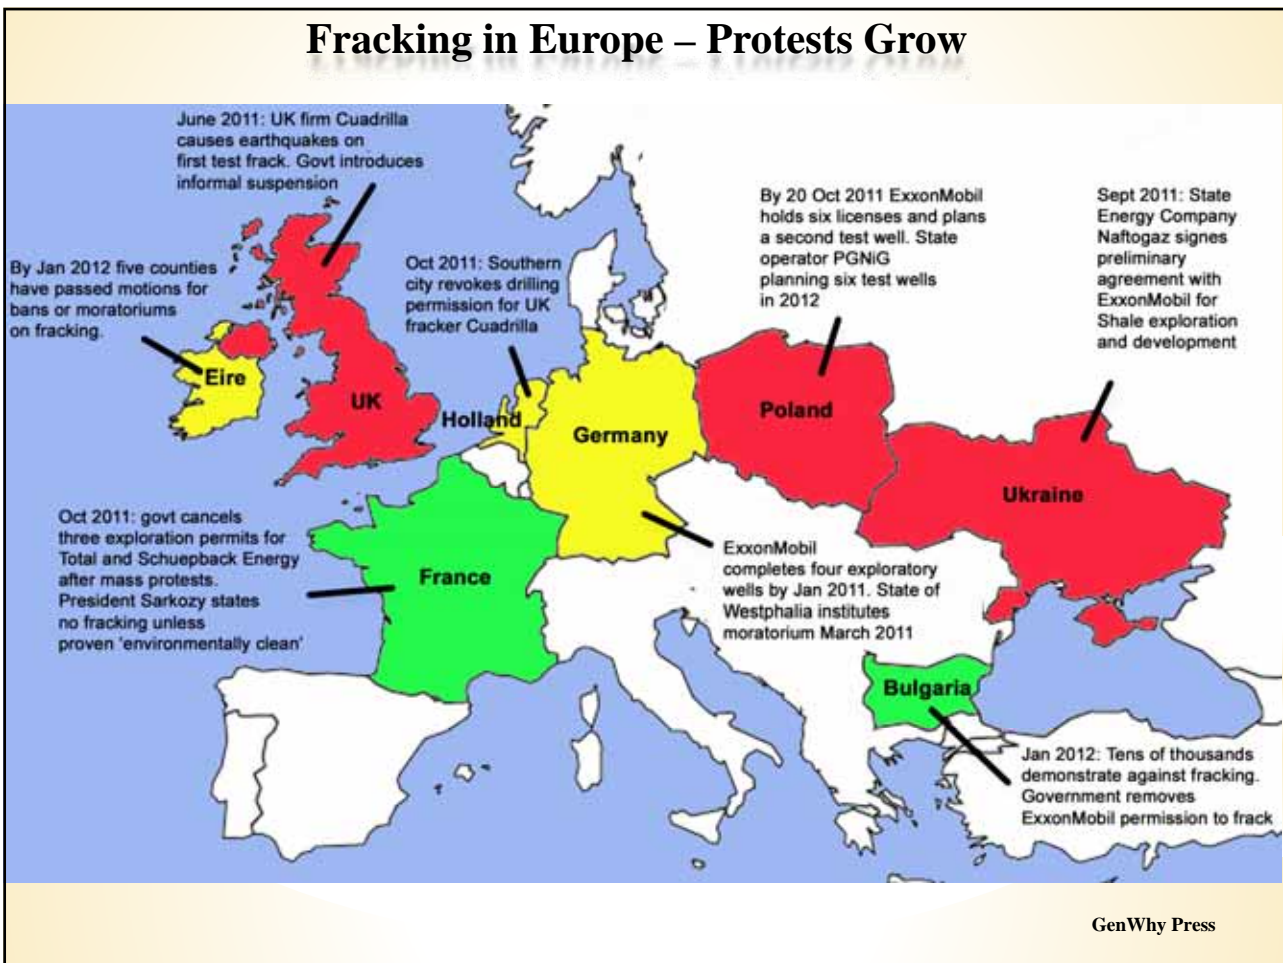 Fracking in Europe – Protests Grow
June 2011: UK firm Cuadrilla
causes earthquakes on
first test frack. Govt introduces
informal suspension
By Jan 2012 five counties
have passed motions for
bans or moratoriums
on fracking.
Oct 2011: Southern
city revokes drilling
permission for UK
fracker Cuadrilla
By 20 Oct 2011 ExxonMobil
holds six licenses and plans
a second test well. State
operator PGNiG
planning six test wells
in 2012
Sept 2011: State
Energy Company
Naftogaz signes
preliminary
agreement with
ExxonMobil for
Shale exploration
and development
Eire
UK
Holland
Germany
Poland
Ukraine
Oct 2011: govt cancels
three exploration permits for
Total and Schuepback Energy
after mass protests.
President Sarkozy states
no fracking unless
proven 'environmentally clean'
France
ExxonMobil
completes four exploratory
wells by Jan 2011. State of
Westphalia institutes
moratorium March 2011
Bulgaria
Jan 2012: Tens of thousands
demonstrate against fracking.
Government removes
ExxonMobil permission to frack
GenWhy Press